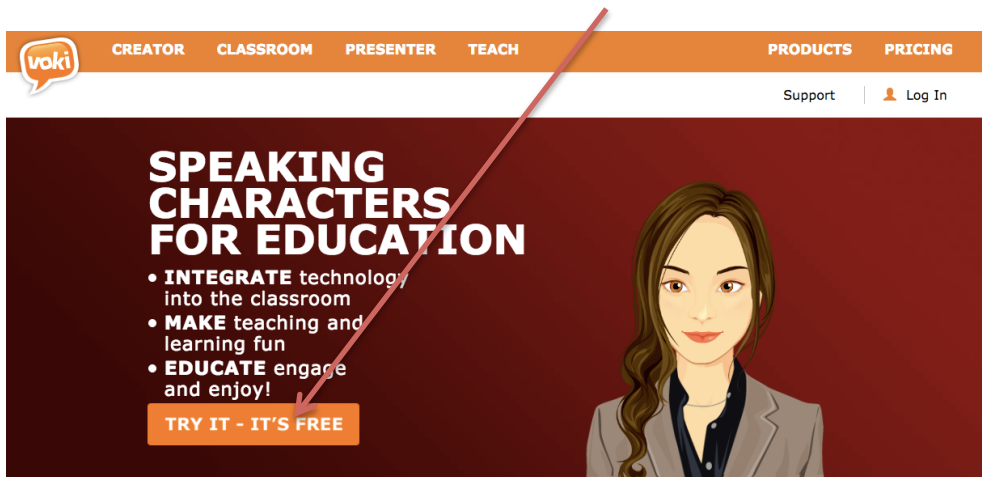 voki
CREATOR CLASSROOM PRESENTER TEACH PRODUCTS PRICING
Support Log In
SPEAKING
CHARACTERS
FOR EDUCATION
• INTEGRATE technology
into the classroom
• MAKE teaching and
learning fun
• EDUCATE engage
and enjoy!
TRY IT - IT'S FREE